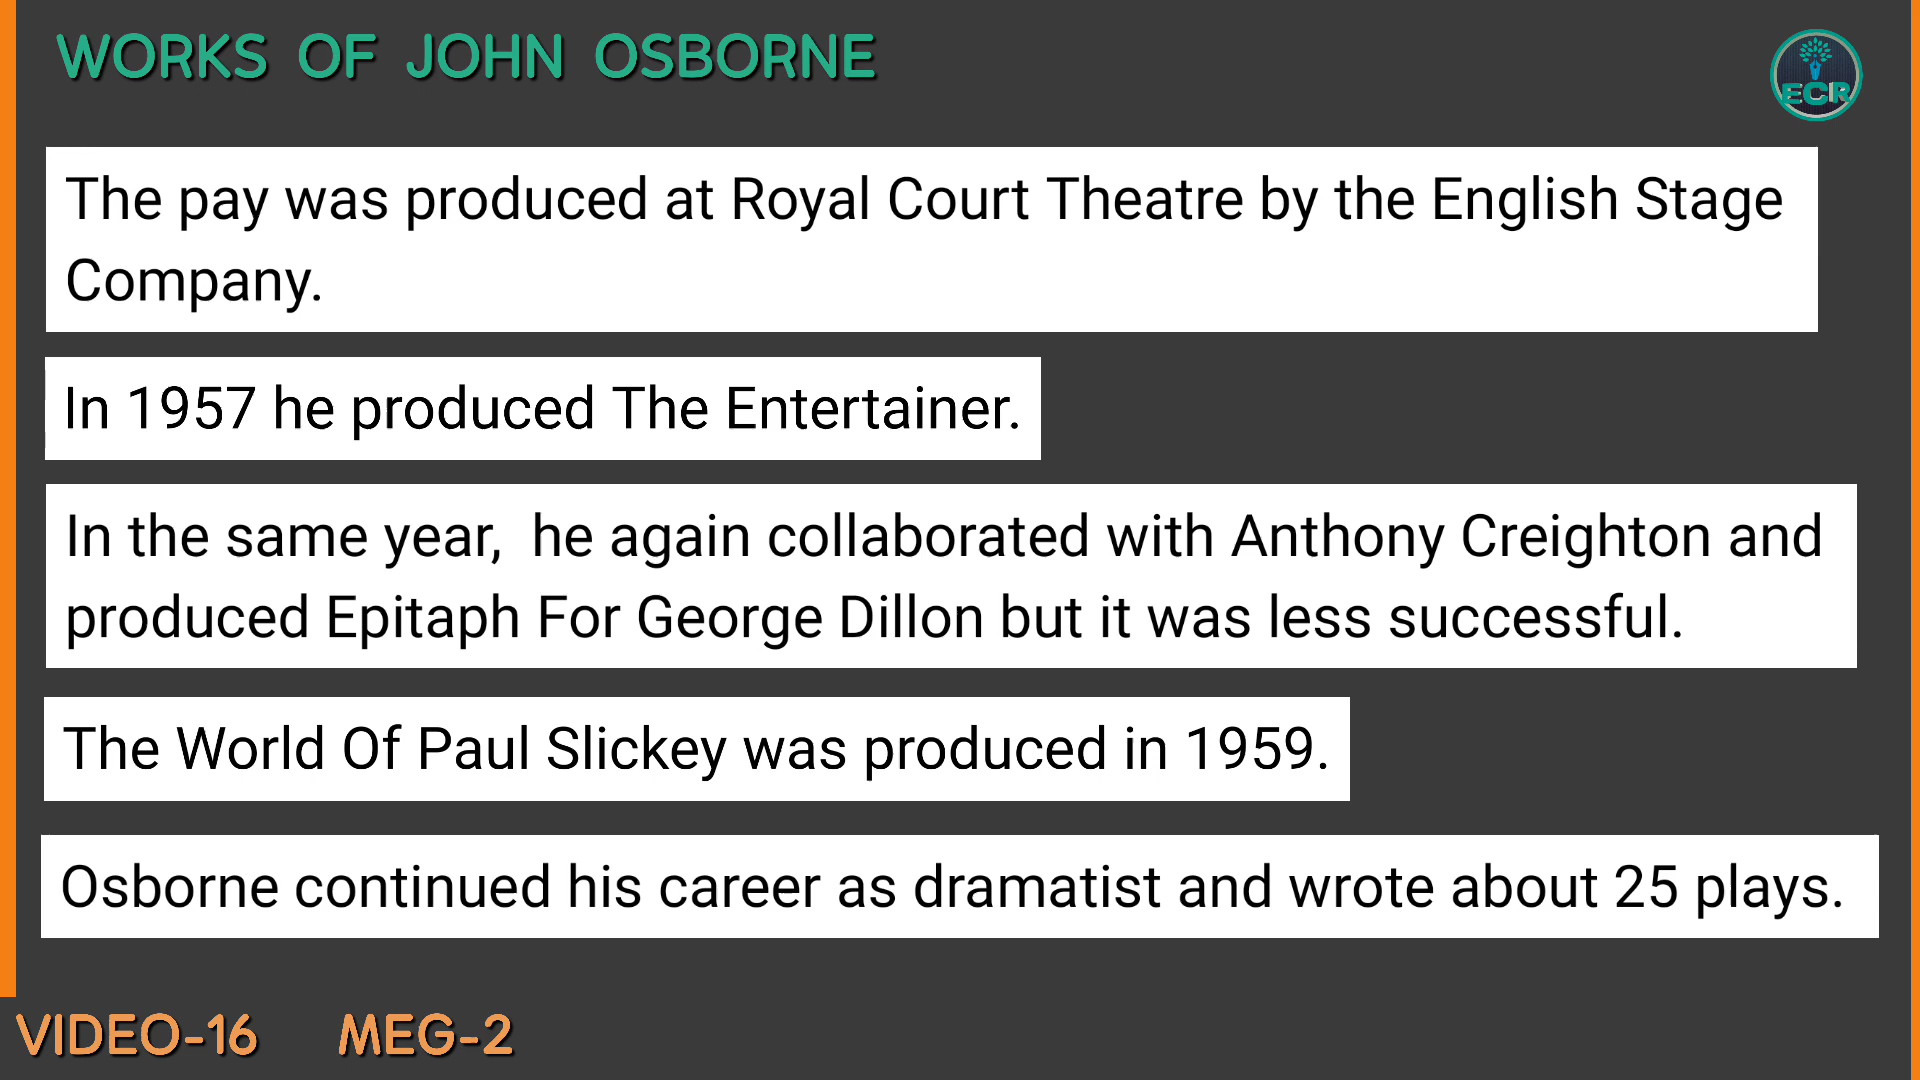 WORKS OF JOHN OSBORNE
ECR
The pay was produced at Royal Court Theatre by the English Stage
Company.
In 1957 he produced The Entertainer.
In the same year,  he again collaborated with Anthony Creighton and
produced Epitaph For George Dillon but it was less successful.
The World Of Paul Slickey was produced in 1959.
Osborne continued his career as dramatist and wrote about 25 plays.
VIDEO-16 MEG-2